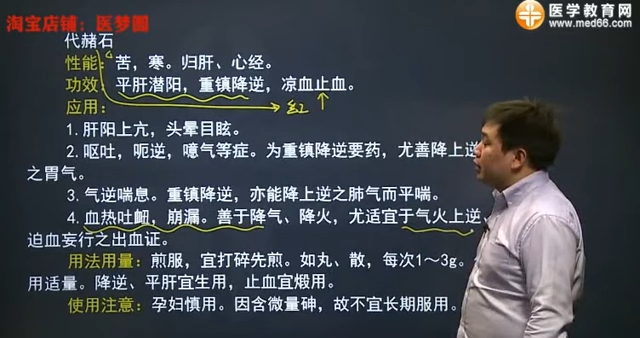 淘宝店铺：医梦圆
医学教育网
www.med66.com
代赭石
性能：苦，寒。归肝、心经。
功效：平肝潜阳，重镇降逆，凉血止血。
应用：
红
1. 肝阳上亢，头晕目眩。
2. 呕吐，呃逆，噫气等症。为重镇降逆要药，尤善降上逆
之胃气。
3. 气逆喘息。重镇降逆，亦能降上逆之肺气而平喘。
4. 血热吐衄，崩漏。善于降气、降火，尤适宜于气火上逆、
迫血妄行之出血证。
用法用量：煎服，宜打碎先煎。如丸、散，每次1～3g。
用适量。降逆、平肝宜生用，止血宜煅用。
使用注意：孕妇慎用。因含微量砷，故不宜长期服用。